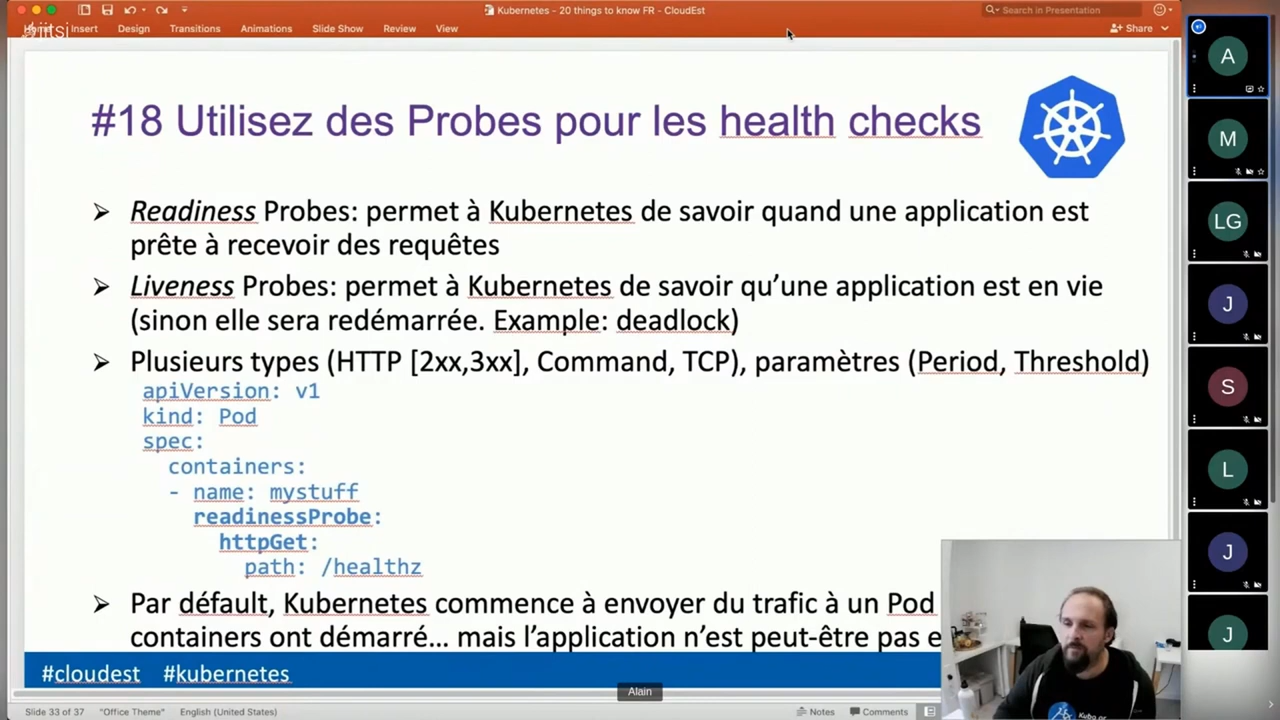 Kubernetes - 20 things to know FR - CloudEst
Search in Presentation
Insert Design Transitions Animations Slide Show Review View
Share
#18 Utilisez des Probes pour les health checks
➢ Readiness Probes: permet à Kubernetes de savoir quand une application est
prête à recevoir des requêtes
➢ Liveness Probes: permet à Kubernetes de savoir qu’une application est en vie
(sinon elle sera redémarrée. Example: deadlock)
➢ Plusieurs types (HTTP [2xx,3xx], Command, TCP), paramètres (Period, Threshold)
apiVersion: v1
kind: Pod
spec:
containers:
- name: mystuff
readinessProbe:
httpGet:
path: /healthz
➢ Par défault, Kubernetes commence à envoyer du trafic à un Pod
containers ont démarré… mais l’application n’est peut-être pas
#cloudest #kubernetes
Alain
Slide 33 of 37 "Office Theme" English (United States) Notes Comments
A
M
LG
J
S
L
J
J